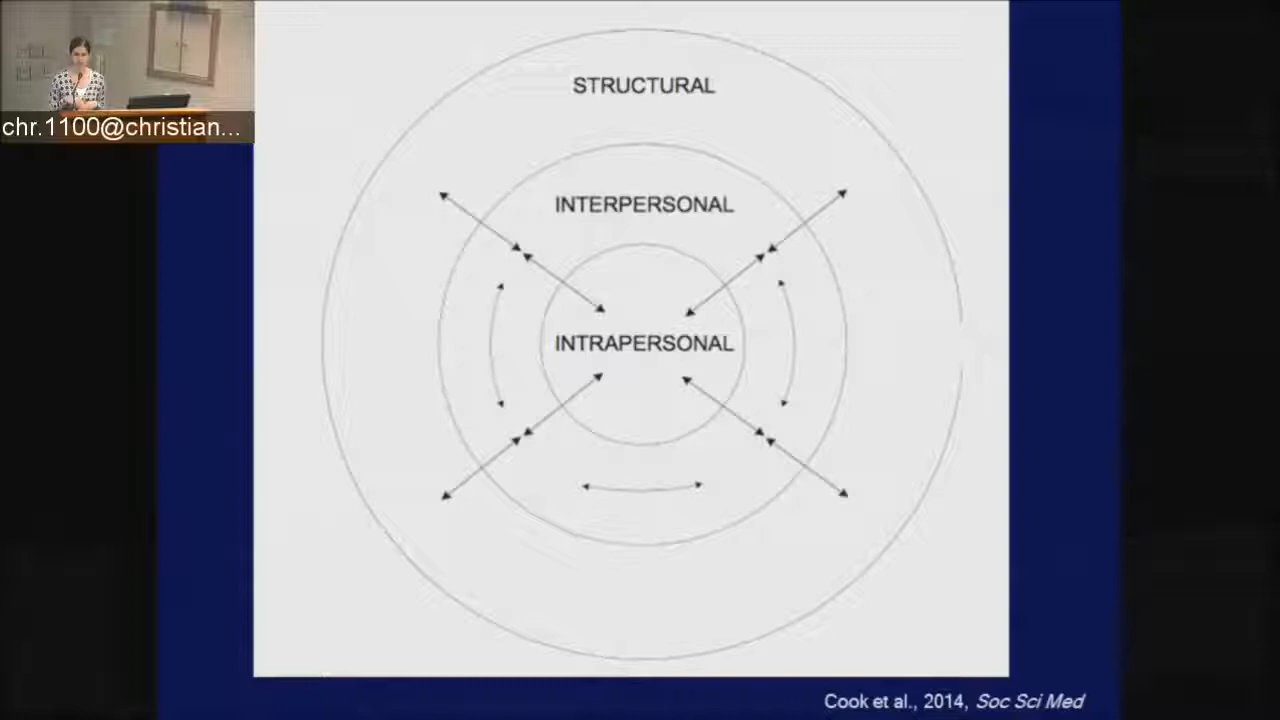 STRUCTURAL
INTERPERSONAL
INTRAPERSONAL
chr.1100@christian...
Cook et al., 2014, Soc Sci Med